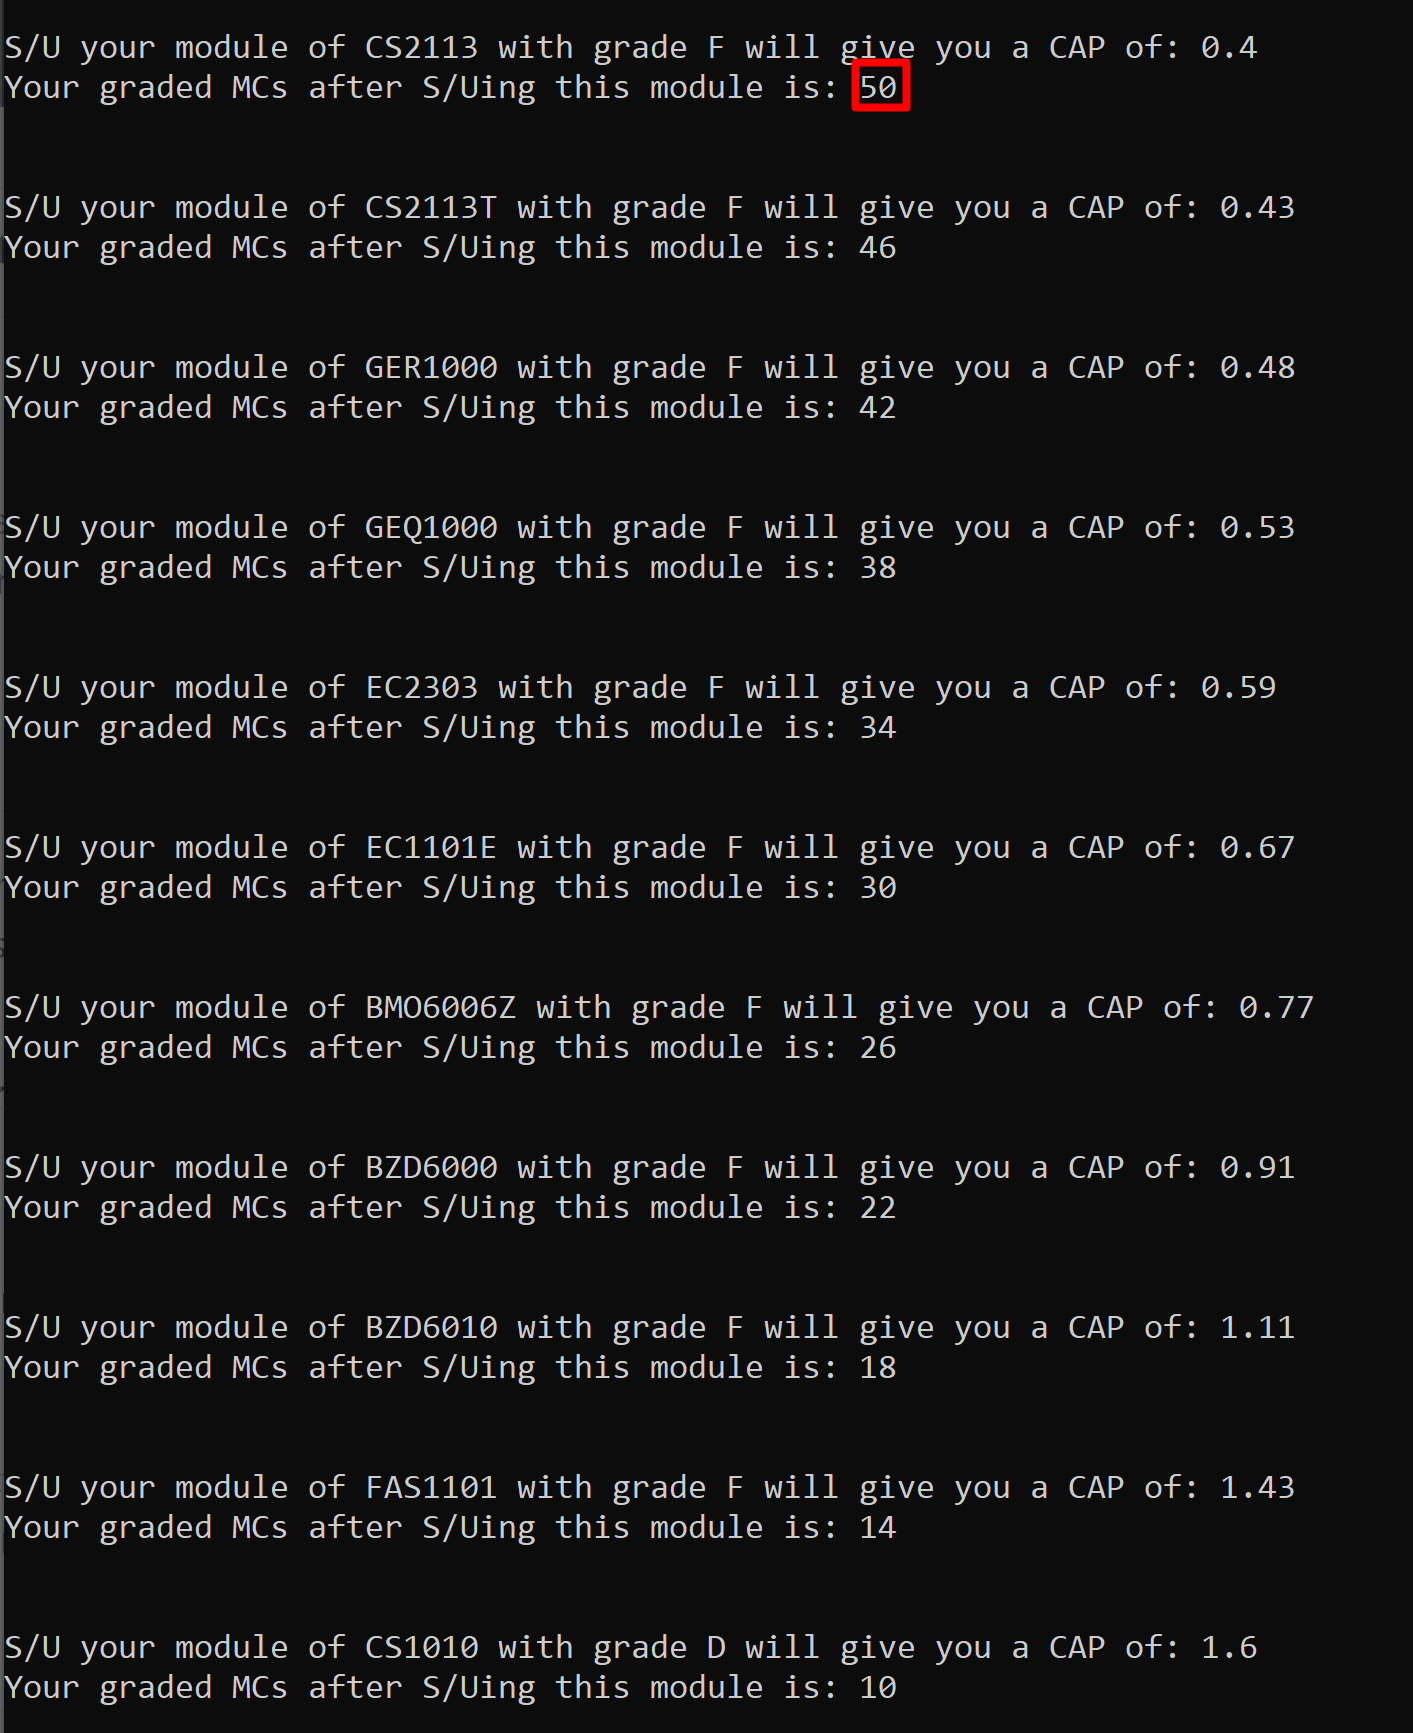 S/U your module of CS2113 with grade F will give you a CAP of: 0.4
Your graded MCs after S/Uing this module is: 50
S/U your module of CS2113T with grade F will give you a CAP of: 0.43
Your graded MCs after S/Uing this module is: 46
S/U your module of GER1000 with grade F will give you a CAP of: 0.48
Your graded MCs after S/Uing this module is: 42
S/U your module of GEQ1000 with grade F will give you a CAP of: 0.53
Your graded MCs after S/Uing this module is: 38
S/U your module of EC2303 with grade F will give you a CAP of: 0.59
Your graded MCs after S/Uing this module is: 34
S/U your module of EC1101E with grade F will give you a CAP of: 0.67
Your graded MCs after S/Uing this module is: 30
S/U your module of BMO6006Z with grade F will give you a CAP of: 0.77
Your graded MCs after S/Uing this module is: 26
S/U your module of BZD6000 with grade F will give you a CAP of: 0.91
Your graded MCs after S/Uing this module is: 22
S/U your module of BZD6010 with grade F will give you a CAP of: 1.11
Your graded MCs after S/Uing this module is: 18
S/U your module of FAS1101 with grade F will give you a CAP of: 1.43
Your graded MCs after S/Uing this module is: 14
S/U your module of CS1010 with grade D will give you a CAP of: 1.6
Your graded MCs after S/Uing this module is: 10